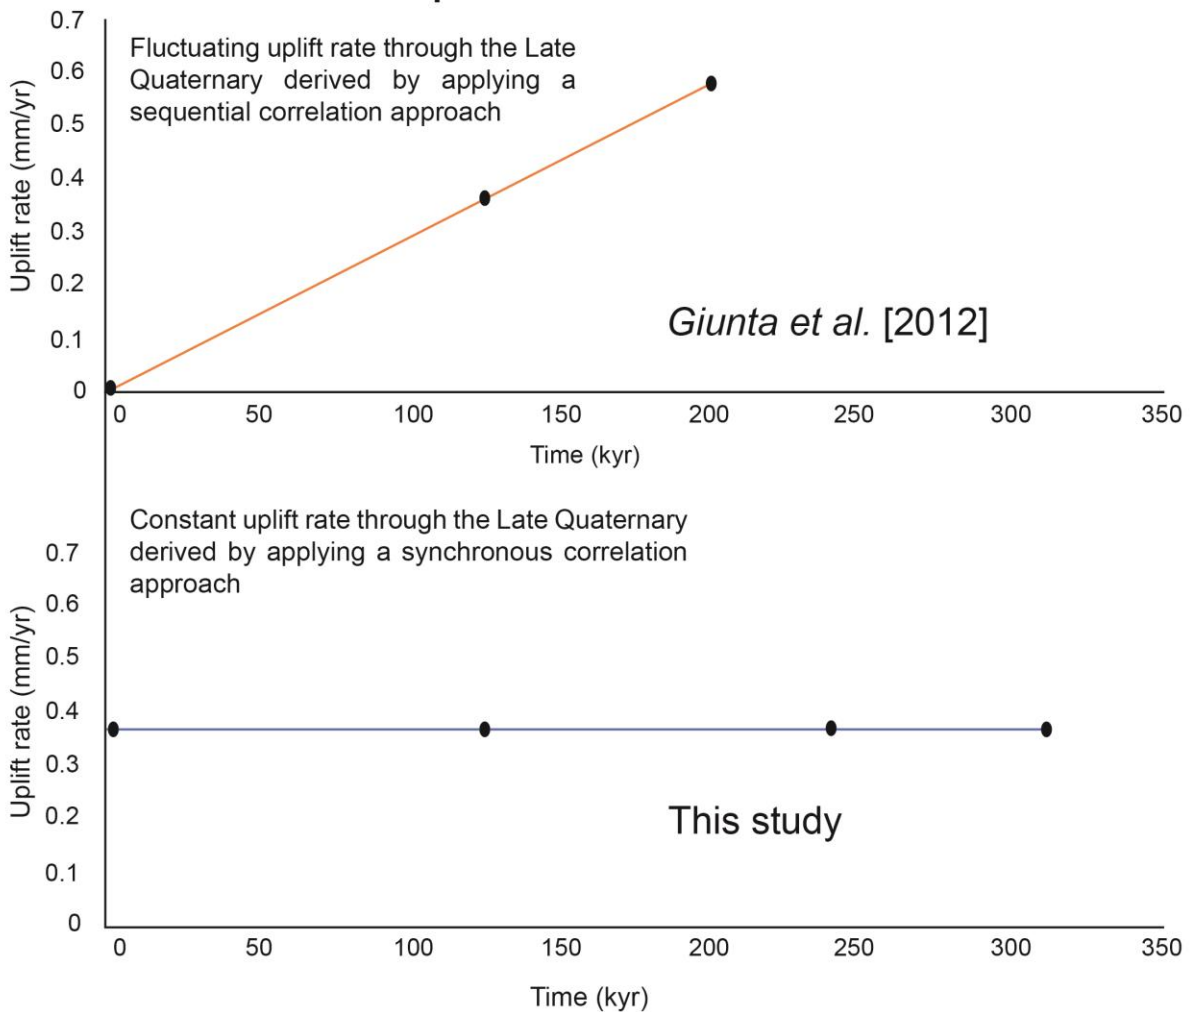 0.7
Fluctuating uplift rate through the Late
Quaternary derived by applying a
sequential correlation approach
0.6
0.5
0.4
0.3
0.2
0.1
0
Uplift rate (mm/yr)
Giunta et al. [2012]
0 50 100 150 200 250 300 350
Time (kyr)
Constant uplift rate through the Late Quaternary
derived by applying a synchronous correlation
approach
0.7
0.6
0.5
0.4
0.3
0.2
0.1
0
Uplift rate (mm/yr)
This study
0 50 100 150 200 250 300 350
Time (kyr)